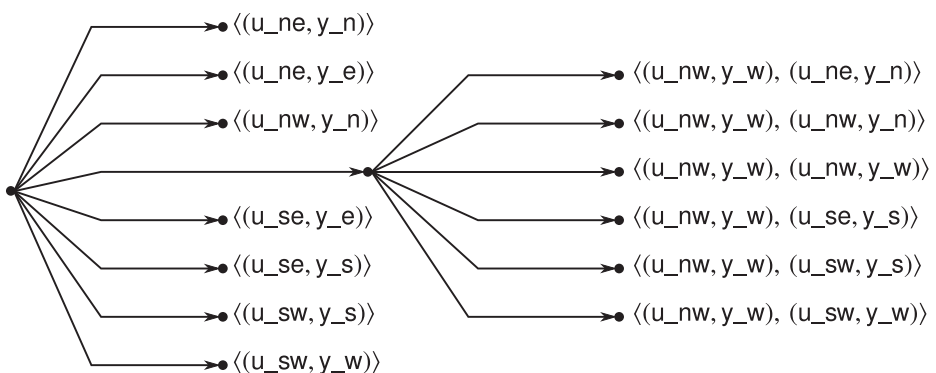 ⟨(u_ne, y_n)⟩
⟨(u_ne, y_e)⟩
⟨(u_nw, y_n)⟩
⟨(u_se, y_e)⟩
⟨(u_se, y_s)⟩
⟨(u_sw, y_s)⟩
⟨(u_sw, y_w)⟩
⟨(u_nw, y_w), (u_ne, y_n)⟩
⟨(u_nw, y_w), (u_nw, y_n)⟩
⟨(u_nw, y_w), (u_nw, y_w)⟩
⟨(u_nw, y_w), (u_se, y_s)⟩
⟨(u_nw, y_w), (u_sw, y_s)⟩
⟨(u_nw, y_w), (u_sw, y_w)⟩